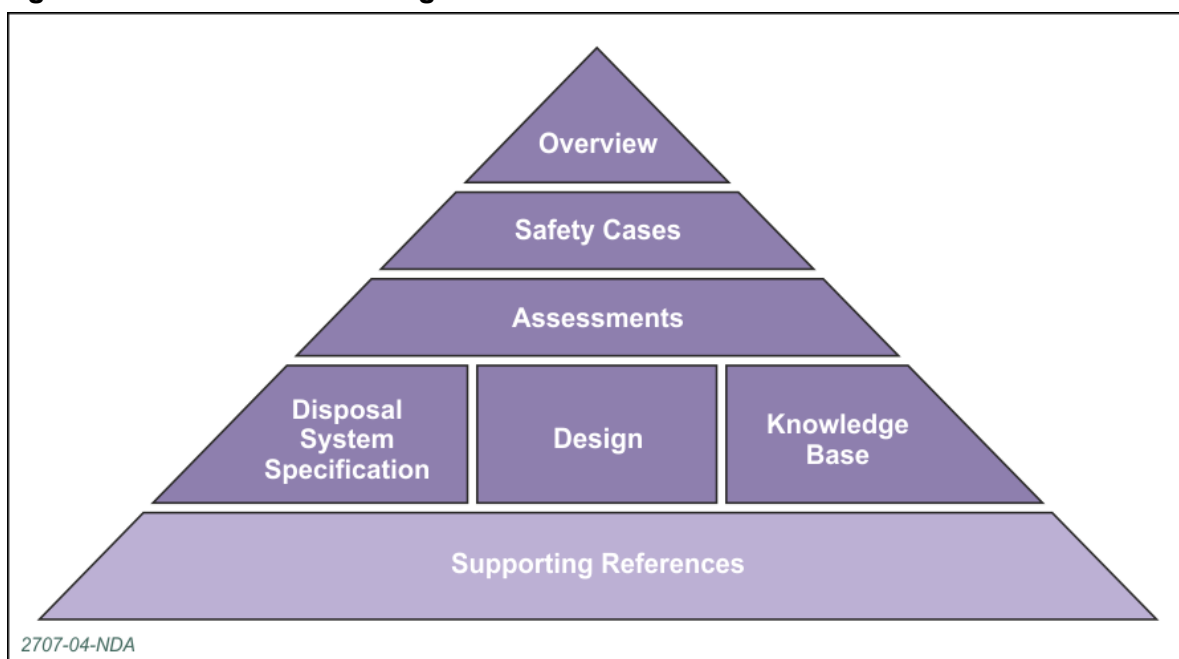 Overview
Safety Cases
Assessments
Disposal
System
Specification
Design
Knowledge
Base
Supporting References
2707-04-NDA